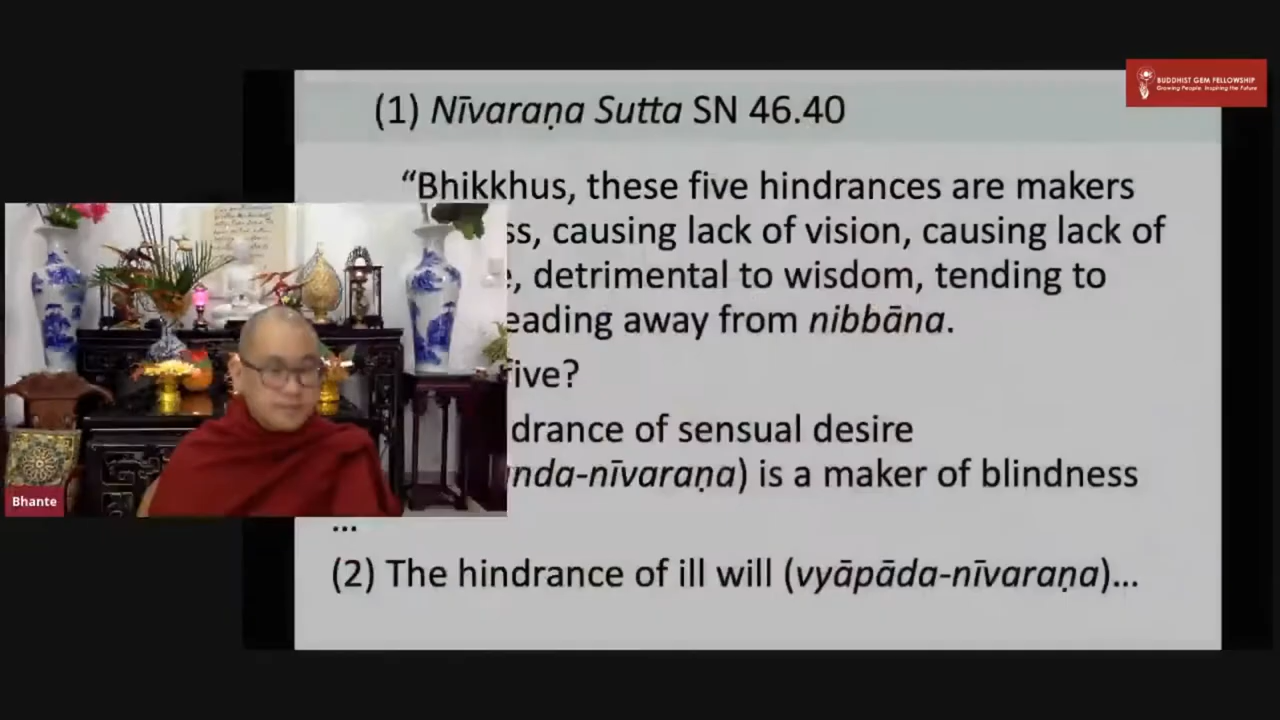 BUDDHIST GEM FELLOWSHIP
Growing People. Inspiring the Future
(1) Nīvaraṇa Sutta SN 46.40
“Bhikkhus, these five hindrances are makers
ss, causing lack of vision, causing lack of
e, detrimental to wisdom, tending to
eading away from nibbāna.
five?
drance of sensual desire
nda-nīvaraṇa) is a maker of blindness
...
(2) The hindrance of ill will (vyāpāda-nīvaraṇa)...
Bhante